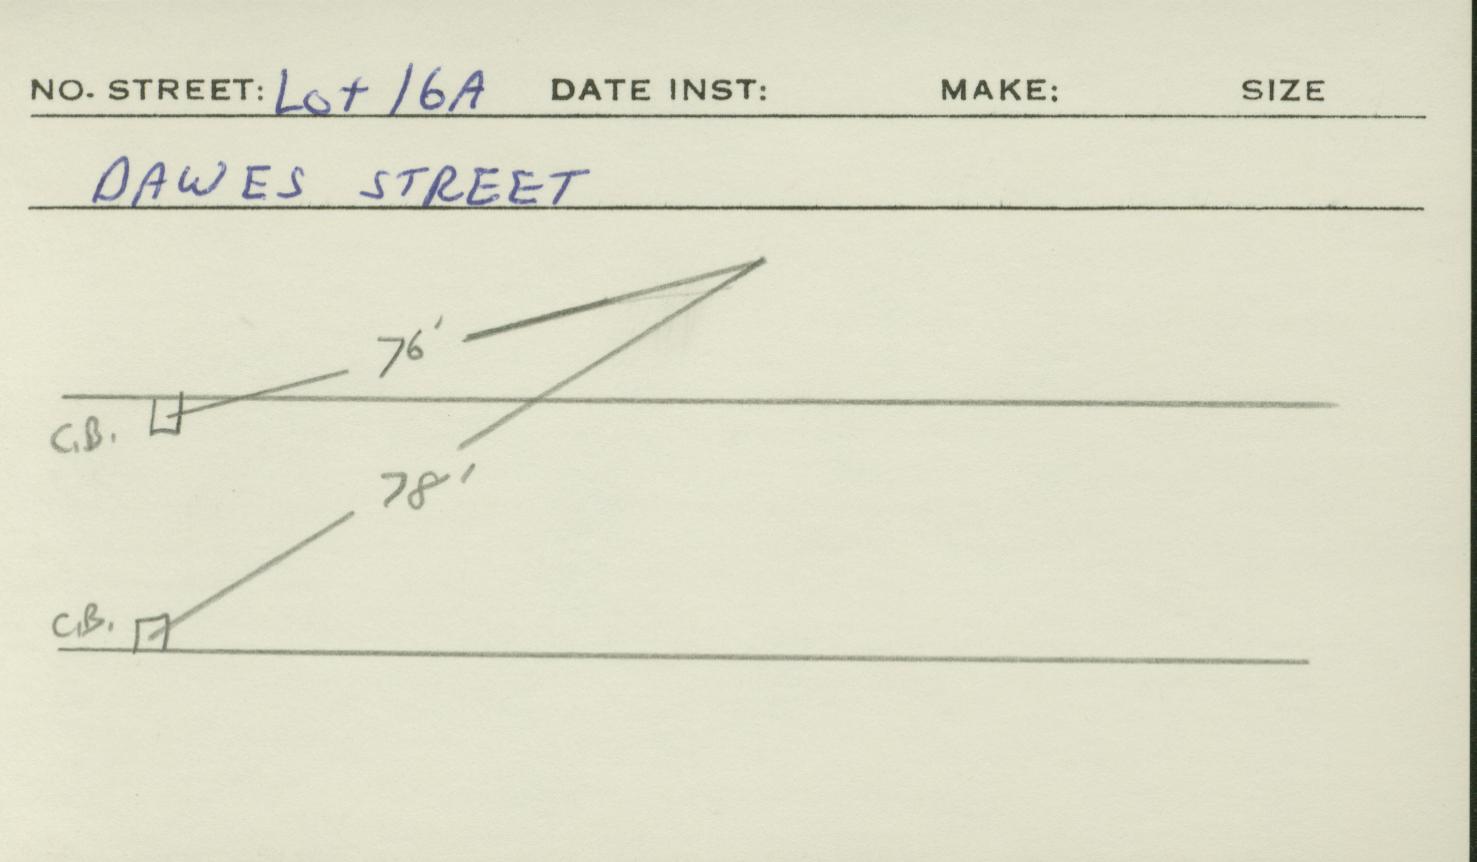 NO. STREET: Lot 16A DATE INST: MAKE: SIZE
DAWES STREET
76'
C.B.
78'
C.B.